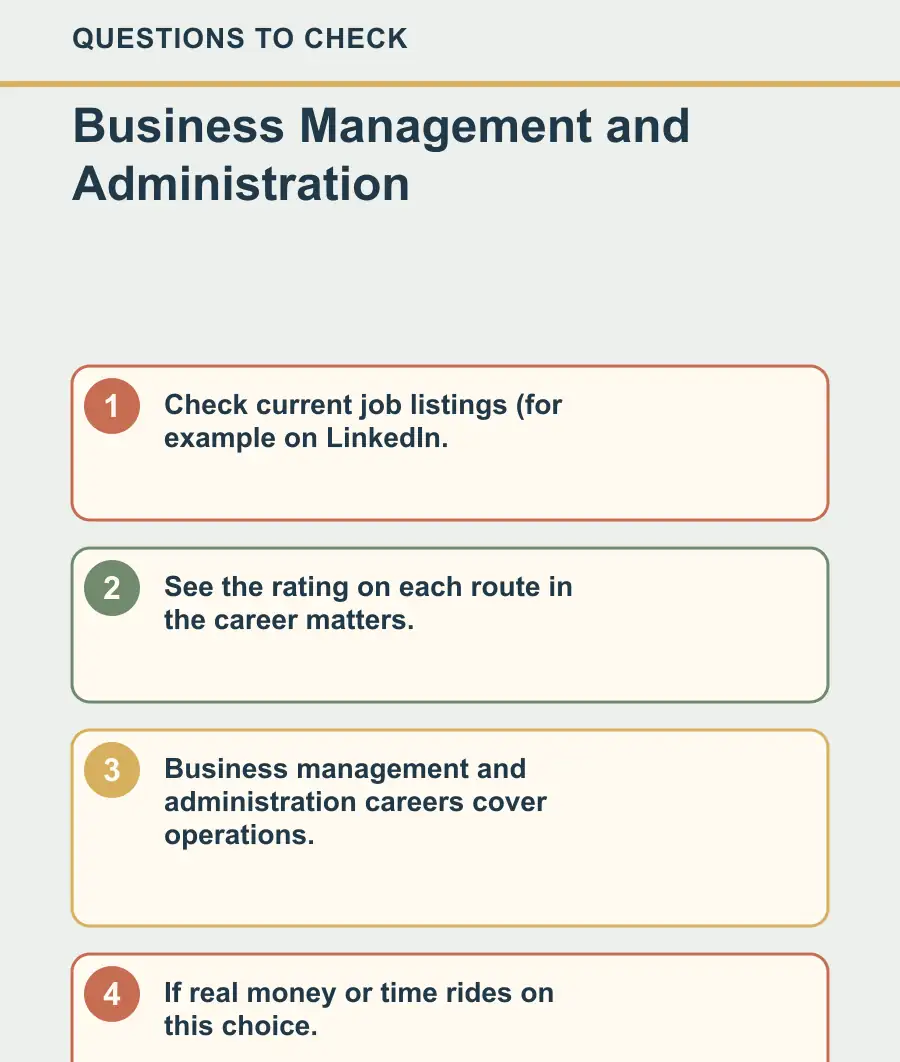 QUESTIONS TO CHECK
Business Management and
Administration
1
Check current job listings (for
example on LinkedIn.
2
See the rating on each route in
the career matters.
3
Business management and
administration careers cover
operations.
4
If real money or time rides on
this choice.